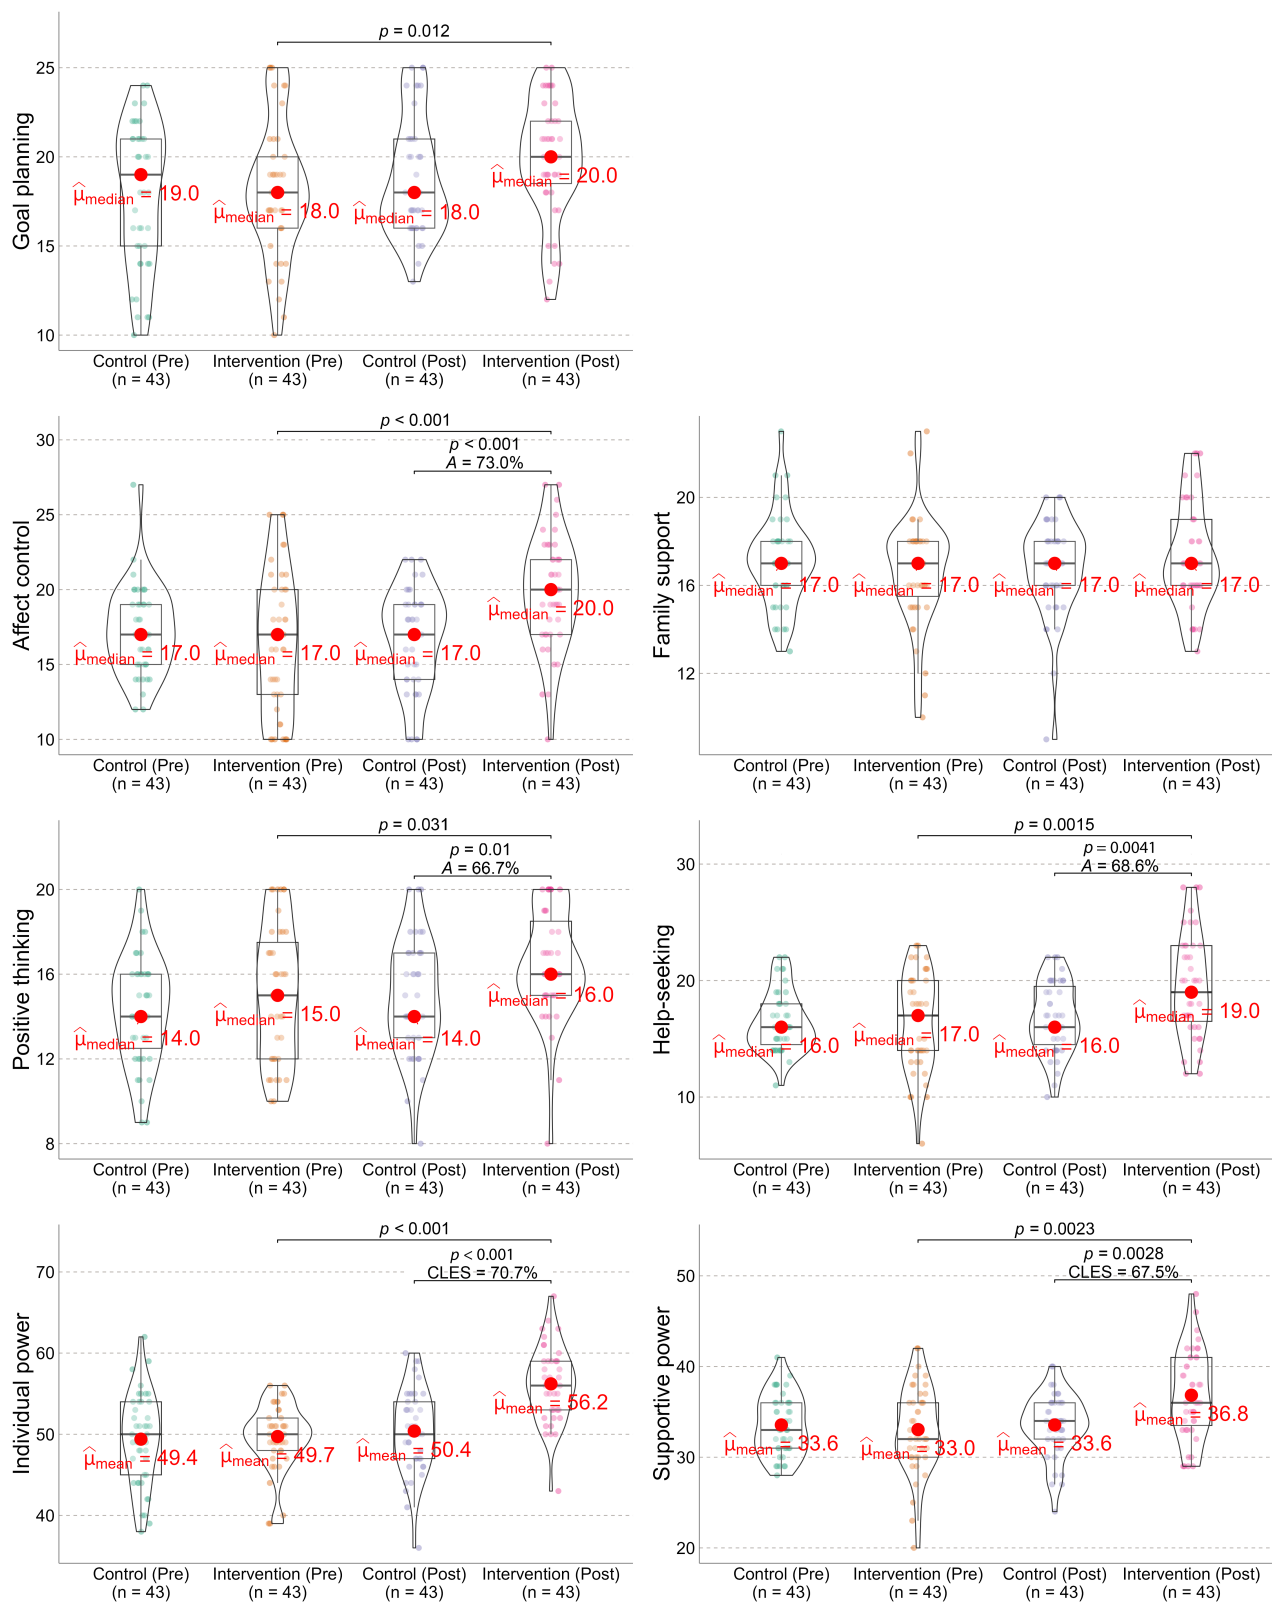 p = 0.012
Goal planning
25
20
15
10
μ̂median = 19.0
μ̂median = 18.0
μ̂median = 18.0
μ̂median = 20.0
Control (Pre)
(n = 43)
Intervention (Pre)
(n = 43)
Control (Post)
(n = 43)
Intervention (Post)
(n = 43)
p < 0.001
p < 0.001
A = 73.0%
Affect control
30
25
20
15
10
μ̂median = 17.0
μ̂median = 17.0
μ̂median = 17.0
μ̂median = 20.0
Control (Pre)
(n = 43)
Intervention (Pre)
(n = 43)
Control (Post)
(n = 43)
Intervention (Post)
(n = 43)
Family support
20
16
12
μ̂median = 17.0
μ̂median = 17.0
μ̂median = 17.0
μ̂median = 17.0
Control (Pre)
(n = 43)
Intervention (Pre)
(n = 43)
Control (Post)
(n = 43)
Intervention (Post)
(n = 43)
p = 0.031
p = 0.01
A = 66.7%
Positive thinking
20
16
12
8
μ̂median = 14.0
μ̂median = 15.0
μ̂median = 14.0
μ̂median = 16.0
Control (Pre)
(n = 43)
Intervention (Pre)
(n = 43)
Control (Post)
(n = 43)
Intervention (Post)
(n = 43)
p = 0.0015
p = 0.0041
A = 68.6%
Help-seeking
30
20
10
μ̂median = 16.0
μ̂median = 17.0
μ̂median = 16.0
μ̂median = 19.0
Control (Pre)
(n = 43)
Intervention (Pre)
(n = 43)
Control (Post)
(n = 43)
Intervention (Post)
(n = 43)
p < 0.001
p < 0.001
CLES = 70.7%
Individual power
70
60
50
40
μ̂mean = 49.4
μ̂mean = 49.7
μ̂mean = 50.4
μ̂mean = 56.2
Control (Pre)
(n = 43)
Intervention (Pre)
(n = 43)
Control (Post)
(n = 43)
Intervention (Post)
(n = 43)
p = 0.0023
p = 0.0028
CLES = 67.5%
Supportive power
50
40
30
20
μ̂mean = 33.6
μ̂mean = 33.0
μ̂mean = 33.6
μ̂mean = 36.8
Control (Pre)
(n = 43)
Intervention (Pre)
(n = 43)
Control (Post)
(n = 43)
Intervention (Post)
(n = 43)